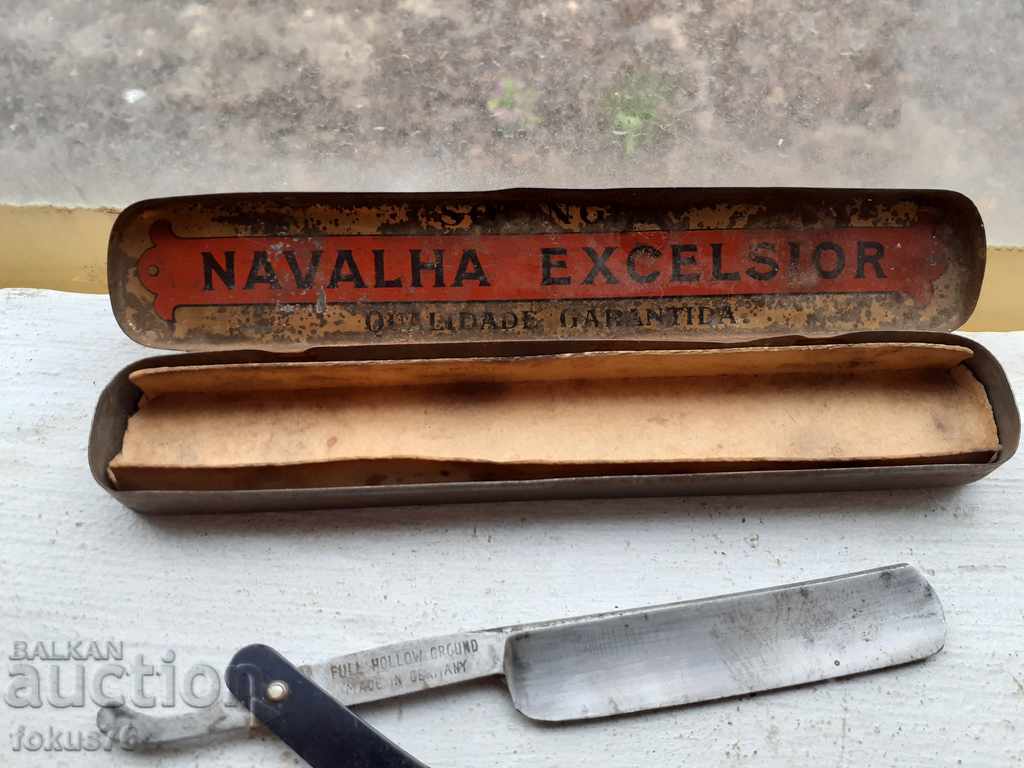 NAVALHA EXCELSIOR
QUALIDADE GARANTIDA.
FULL HOLLOW GROUND
MADE IN GERMANY
BALKAN
auction
fokus76